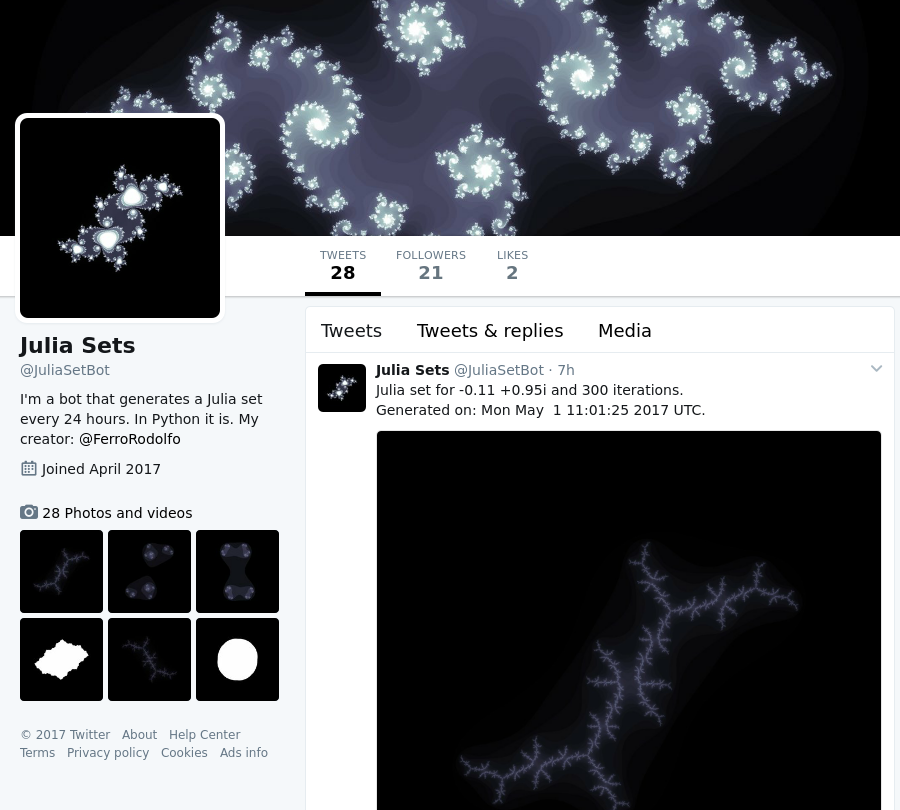 TWEETS FOLLOWERS LIKES
28 21 2
Tweets Tweets & replies Media
Julia Sets
@JuliaSetBot
I'm a bot that generates a Julia set
every 24 hours. In Python it is. My
creator: @FerroRodolfo
Joined April 2017
28 Photos and videos
© 2017 Twitter About Help Center
Terms Privacy policy Cookies Ads info
Julia Sets @JuliaSetBot · 7h
Julia set for -0.11 +0.95i and 300 iterations.
Generated on: Mon May  1 11:01:25 2017 UTC.